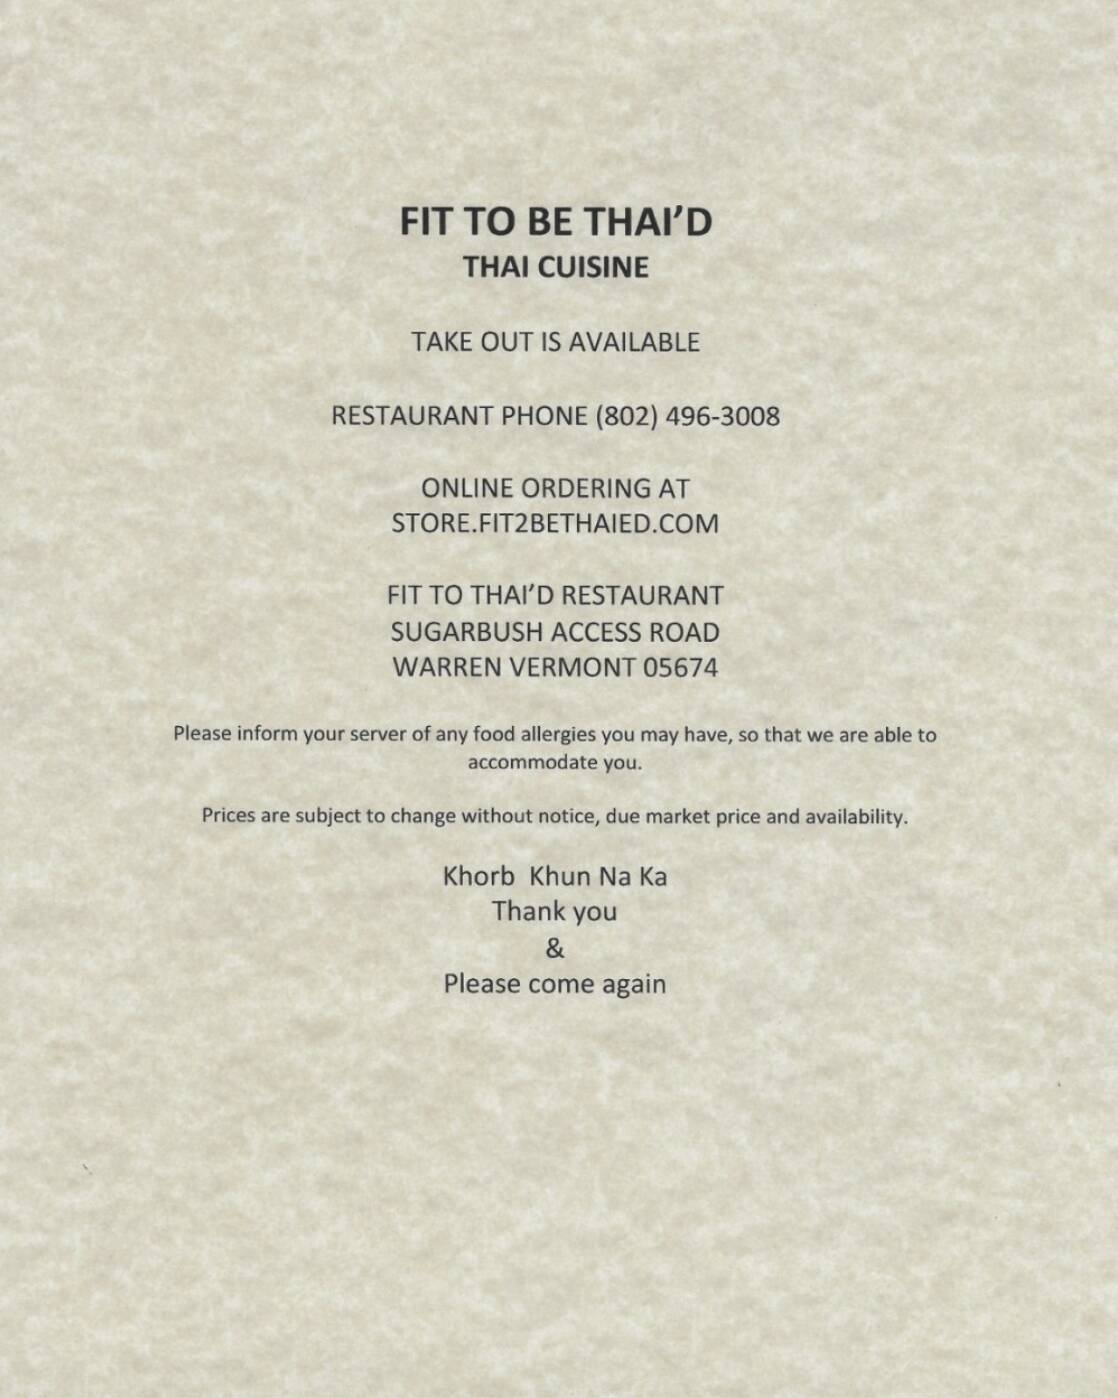 FIT TO BE THAI’D
THAI CUISINE
TAKE OUT IS AVAILABLE
RESTAURANT PHONE (802) 496-3008
ONLINE ORDERING AT
STORE.FIT2BETHAIED.COM
FIT TO THAI’D RESTAURANT
SUGARBUSH ACCESS ROAD
WARREN VERMONT 05674
Please inform your server of any food allergies you may have, so that we are able to
accommodate you.
Prices are subject to change without notice, due market price and availability.
Khorb  Khun Na Ka
Thank you
&
Please come again